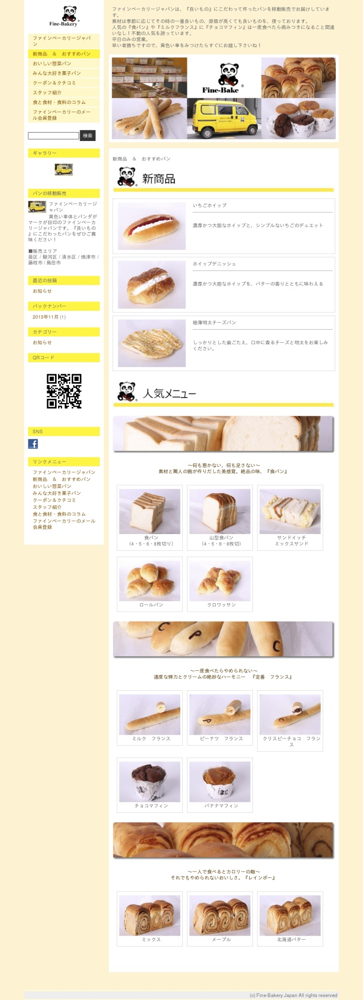 Fine-Bakery
ファインベーカリージャパ
ン
新商品　＆　おすすめパン
おいしい惣菜パン
みんな大好き菓子パン
クーポン＆クチコミ
スタッフ紹介
食と食材・食料のコラム
ファインベーカリーのメー
ル会員登録
検索
ギャラリー
パンの移動販売
ファインベーカリージ
ャパン
黄色い車体とパンダが
マークが目印のファインベーカ
リージャパンです。『良いもの
』にこだわったパンをぜひご賞
味ください！
■販売エリア
葵区 / 駿河区 / 清水区 / 焼津市 /
藤枝市 / 島田市
最近の投稿
お知らせ
バックナンバー
2013年11月 (1)
カテゴリー
お知らせ
QRコード
SNS
リンクメニュー
ファインベーカリージャパン
新商品　＆　おすすめパン
おいしい惣菜パン
みんな大好き菓子パン
クーポン＆クチコミ
スタッフ紹介
食と食材・食料のコラム
ファインベーカリーのメール
会員登録
ファインベーカリージャパンは、『良いもの』にこだわって作ったパンを移動販売でお届けしていま
す。
素材は季節に応じてその時の一番良いもの、原価が高くても良いものを、使っております。
人気の『食パン』や『ミルクフランス』に『チョコマフィン』は一度食べたら病みつきになること間違
いなし！不動の人気を誇っています。
平日のみの営業。
早い者勝ちですので、黄色い車をみつけたらすぐにお越し下さいね！
Fine-Bake
ファインベーカリー
新商品　＆　おすすめパン
新商品
いちごホイップ
濃厚かつ大胆なホイップと、シンプルないちごのデュエット
ホイップデニッシュ
濃厚かつ大胆なホイップを、バターの香りとともに味わえる
極薄明太チーズパン
しっかりとした歯ごたえ、口中に香るチーズと明太をお楽しみ
ください。
人気メニュー
～何も惹かない、何も足さない～
素材と職人の腕が作りだした美感覚。絶品の味、『食パン』
食パン
（4・5・6・8枚切り）
山型食パン
（4・5・6・8枚切）
サンドイッチ
ミックスサンド
ロールパン
クロワッサン
C P C
～一度食べたらやめられない～
適度な弾力とクリームの絶妙なハーモニー　『定番　フランス』
ミルク　フランス
ピーナツ　フランス
クリスピーチョコ　フラン
ス
チョコマフィン
バナナマフィン
～一人で食べるとカロリーの敵～
それでもやめられないおいしさ。『レインボー』
ミックス
メープル
北海道バター
(c) Fine-Bakery Japan All rights reserved